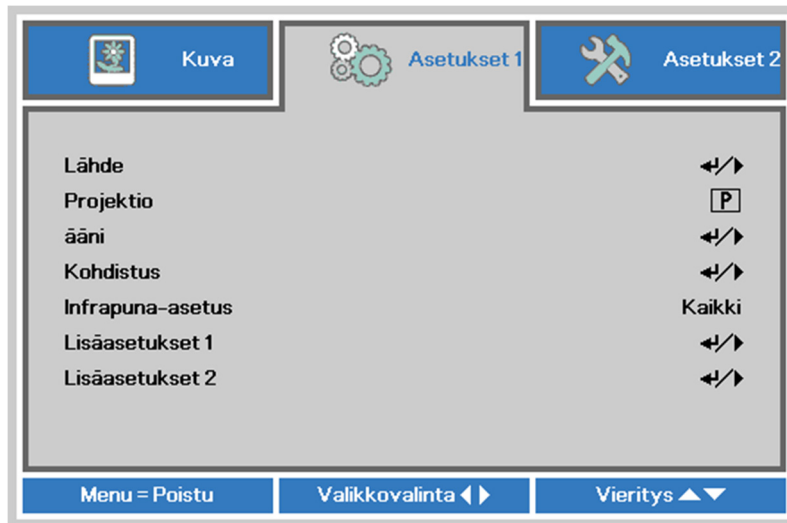 Kuva
Asetukset 1
Asetukset 2
Lähde
Projektio P
ääni
Kohdistus
Infrapuna-asetus Kaikki
Lisäasetukset 1
Lisäasetukset 2
Menu = Poistu
Valikkovalinta
Vieritys